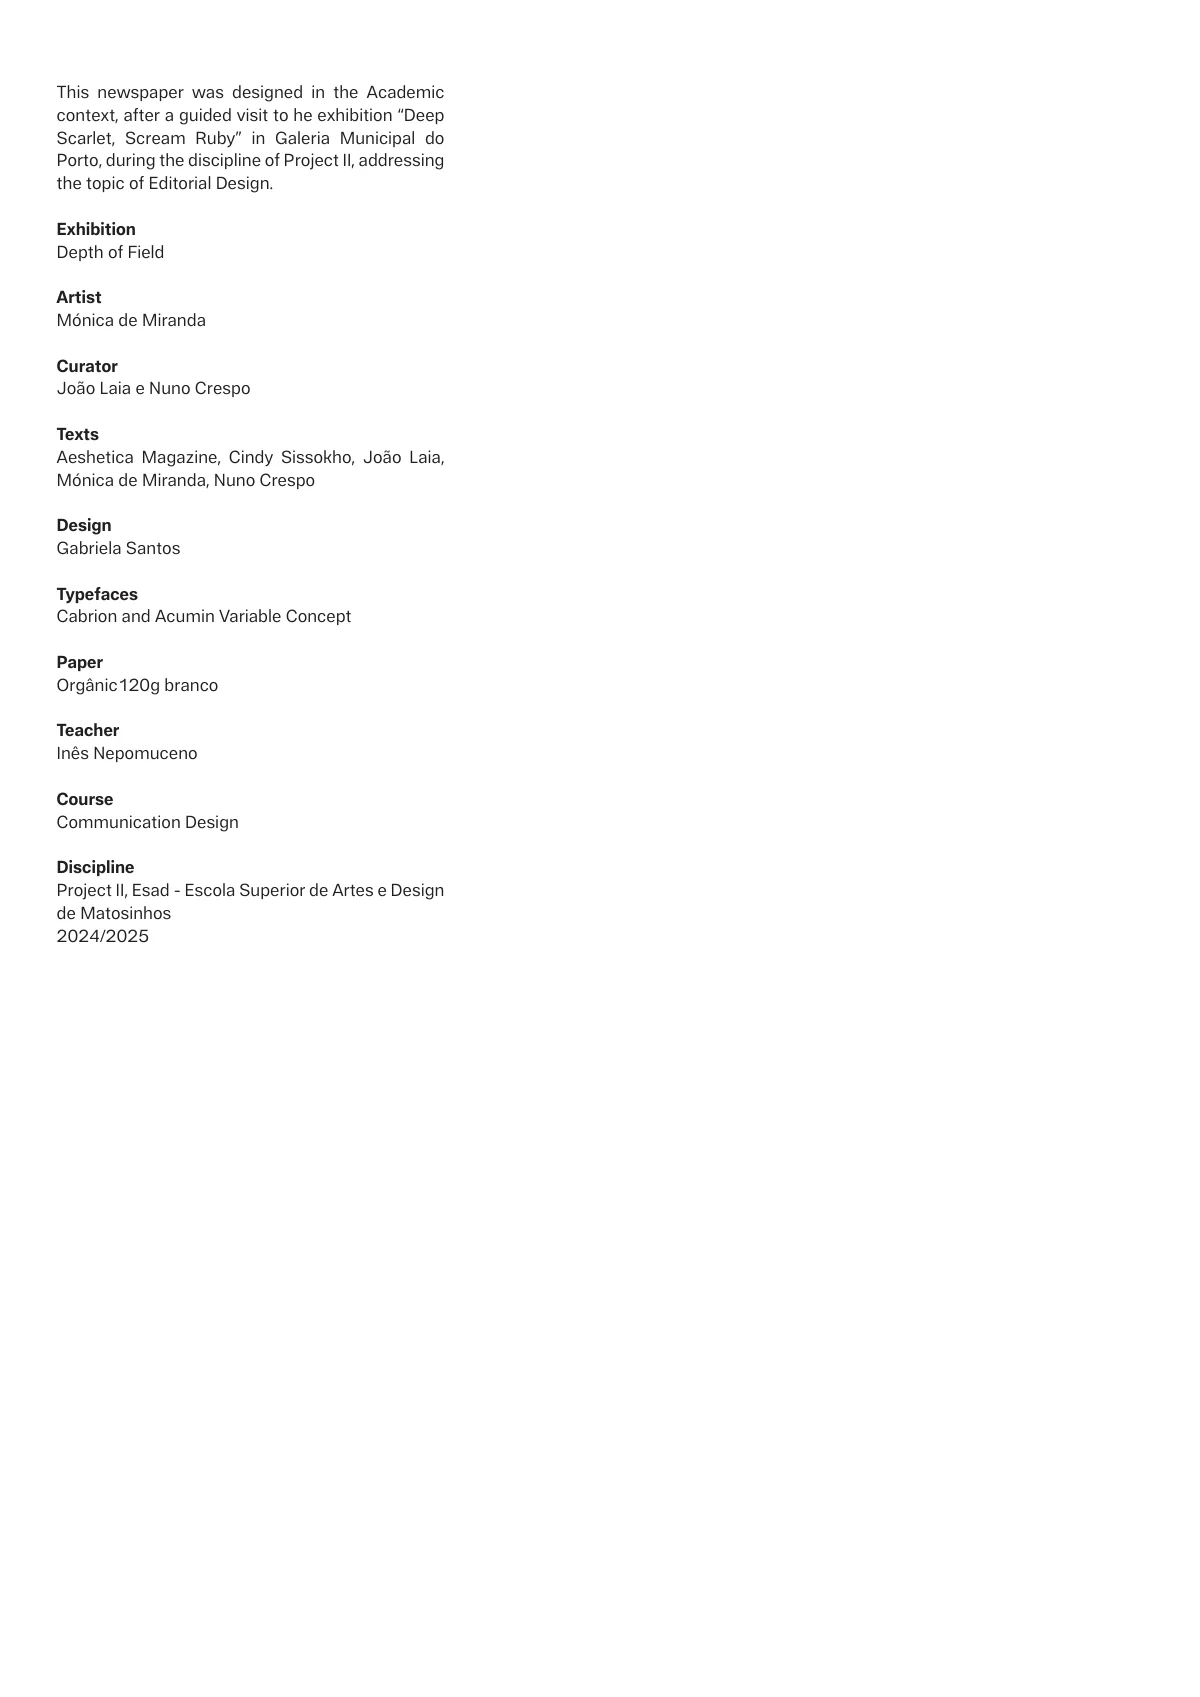 This newspaper was designed in the Academic
context, after a guided visit to he exhibition “Deep
Scarlet, Scream Ruby” in Galeria Municipal do
Porto, during the discipline of Project II, addressing
the topic of Editorial Design.
Exhibition
Depth of Field
Artist
Mónica de Miranda
Curator
João Laia e Nuno Crespo
Texts
Aeshetica Magazine, Cindy Sissokho, João Laia,
Mónica de Miranda, Nuno Crespo
Design
Gabriela Santos
Typefaces
Cabrion and Acumin Variable Concept
Paper
Orgânic120g branco
Teacher
Inês Nepomuceno
Course
Communication Design
Discipline
Project II, Esad - Escola Superior de Artes e Design
de Matosinhos
2024/2025